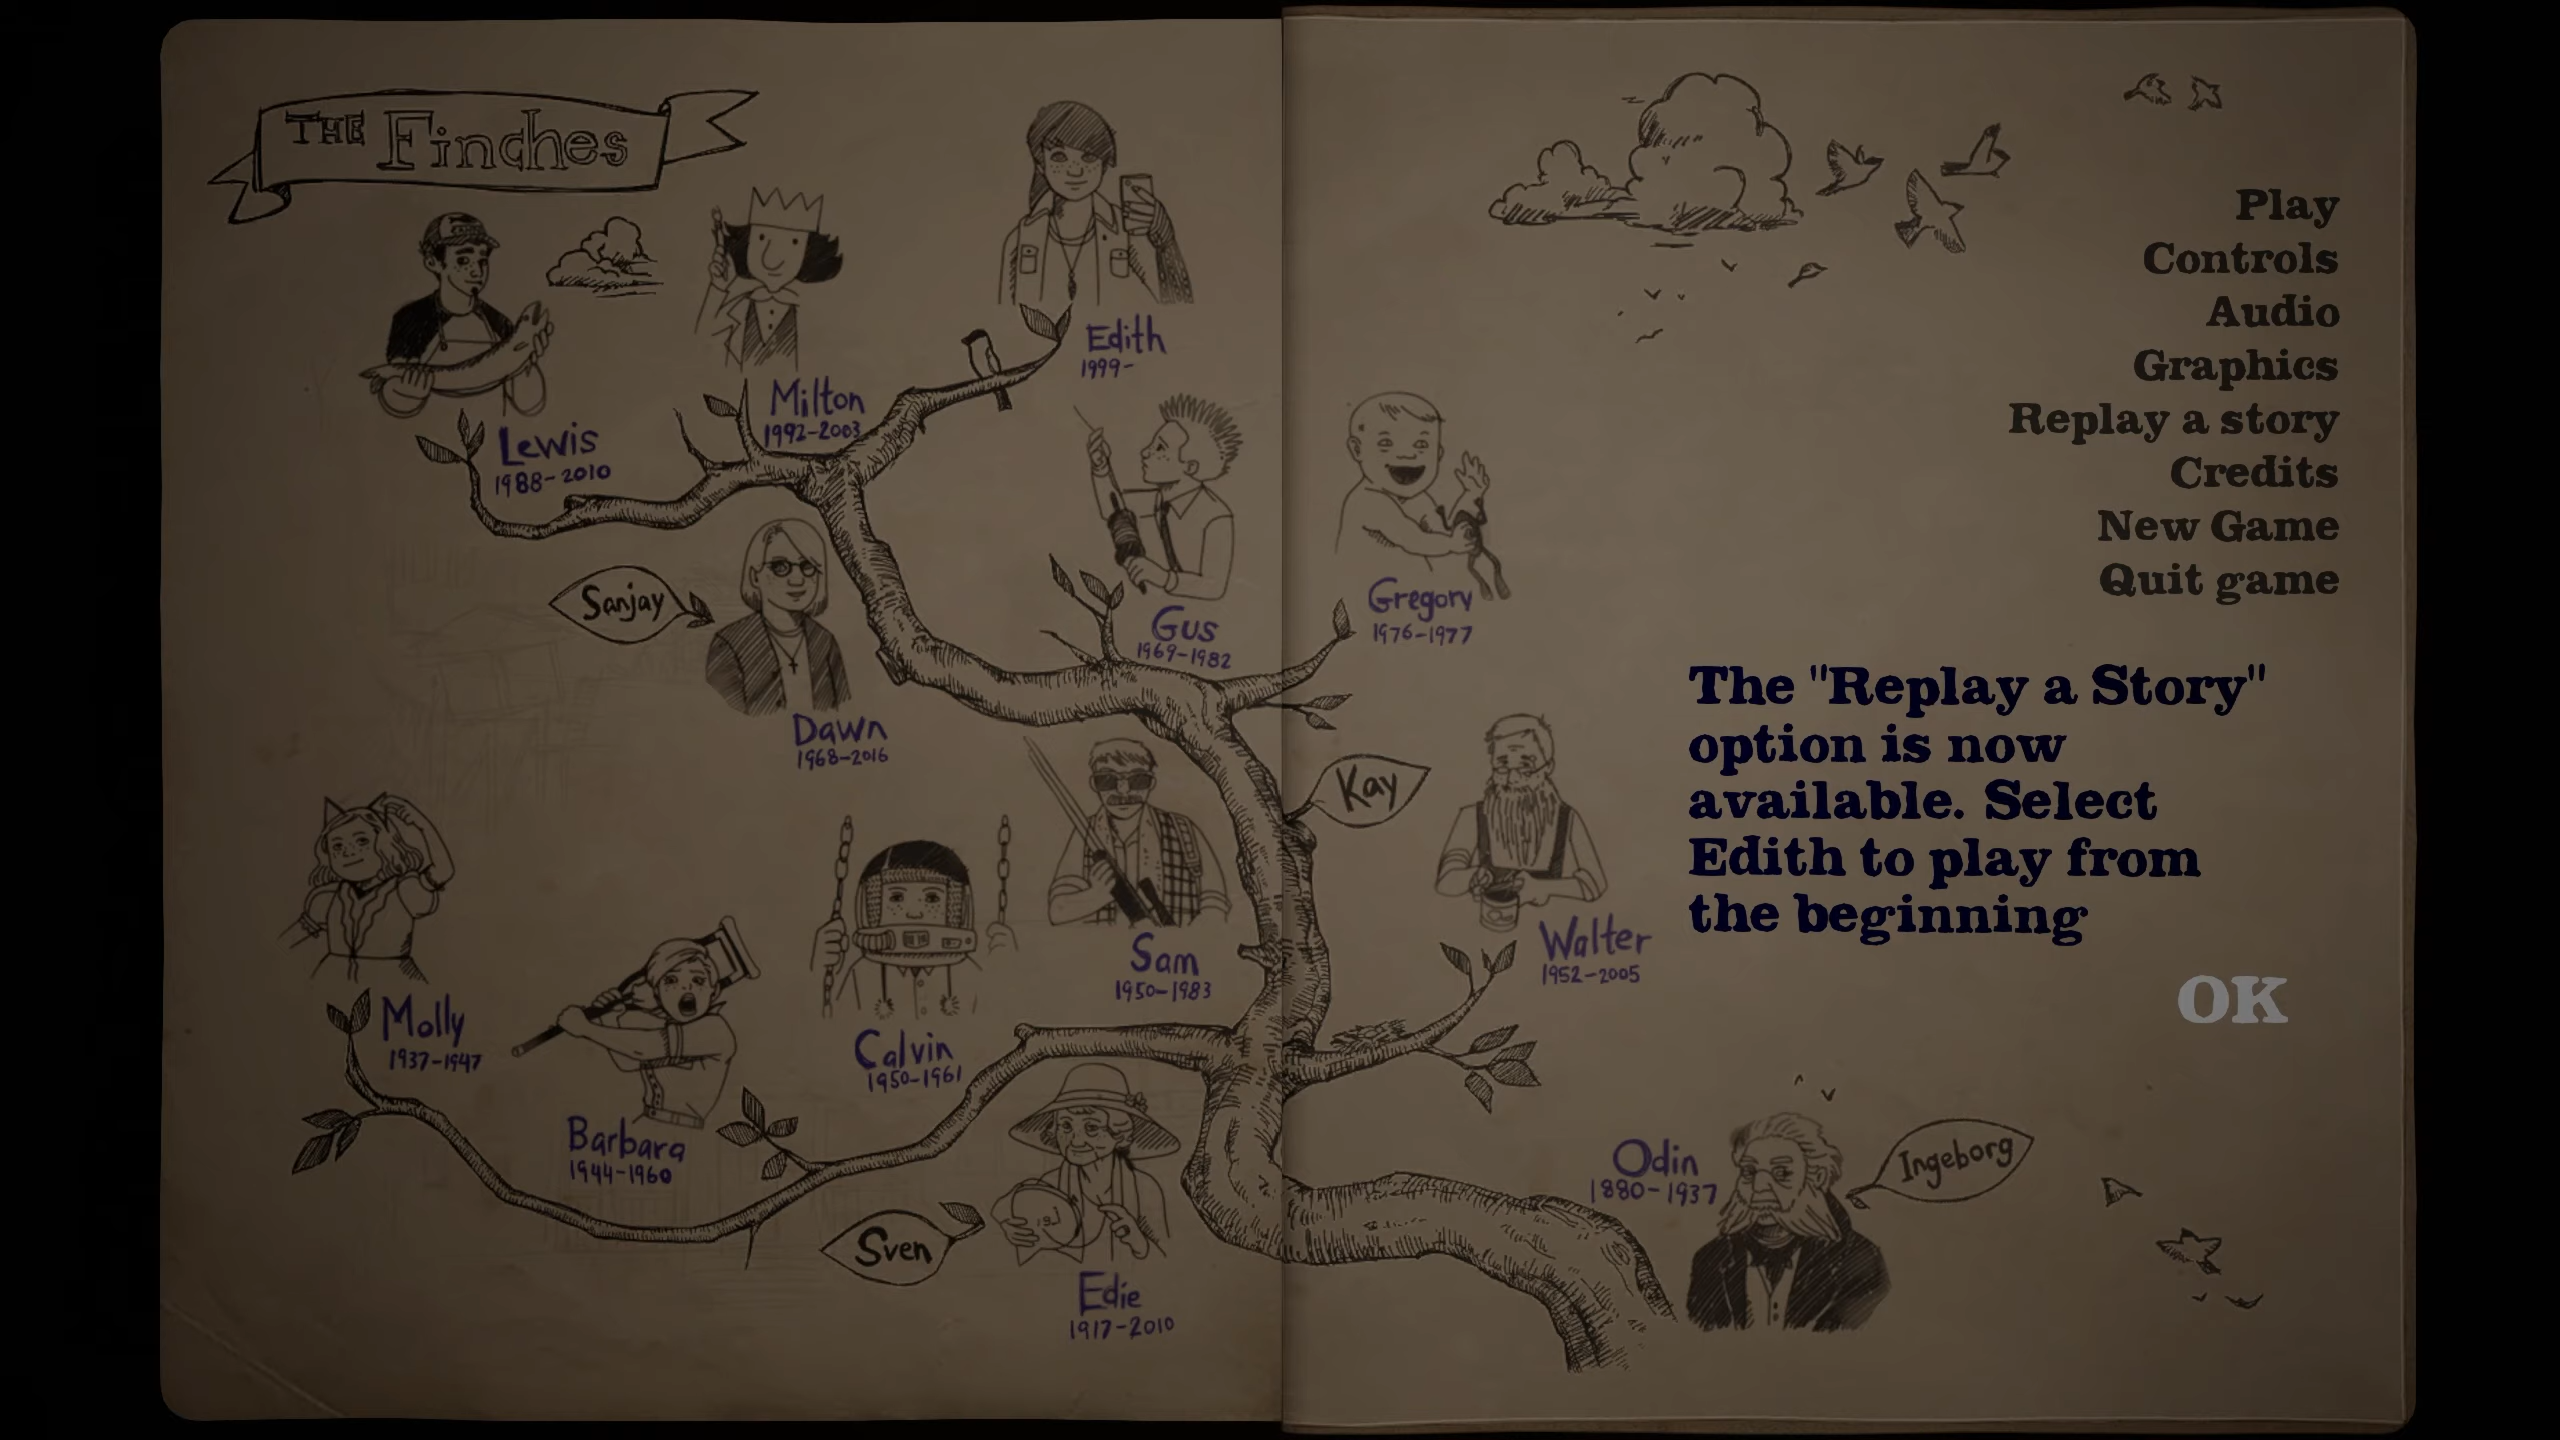 THE Finches
Edith
1999-
Milton
1992-2003
Lewis
1988-2010
Sanjay
Dawn
1968-2016
Gus
1969-1982
Gregory
1976-1977
Kay
Walter
1952-2005
Sam
1950-1983
Calvin
1950-1961
Molly
1937-1947
Barbara
1944-1960
Sven
Edie
1917-2010
Odin
1880-1937
Ingeborg
Play
Controls
Audio
Graphics
Replay a story
Credits
New Game
Quit game
The "Replay a Story"
option is now
available. Select
Edith to play from
the beginning
OK